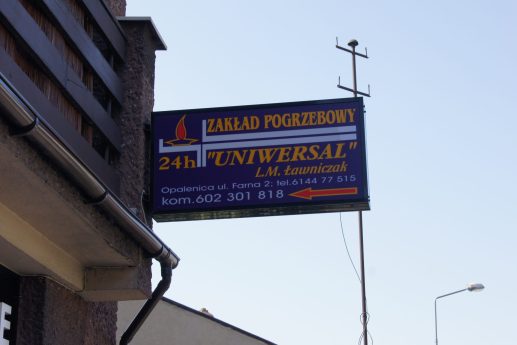 ZAKŁAD POGRZEBOWY
24h "UNIWERSAL"
L.M. Ławniczak
Opalenica ul. Farna 2; tel.6144 77 515
kom.602 301 818
E